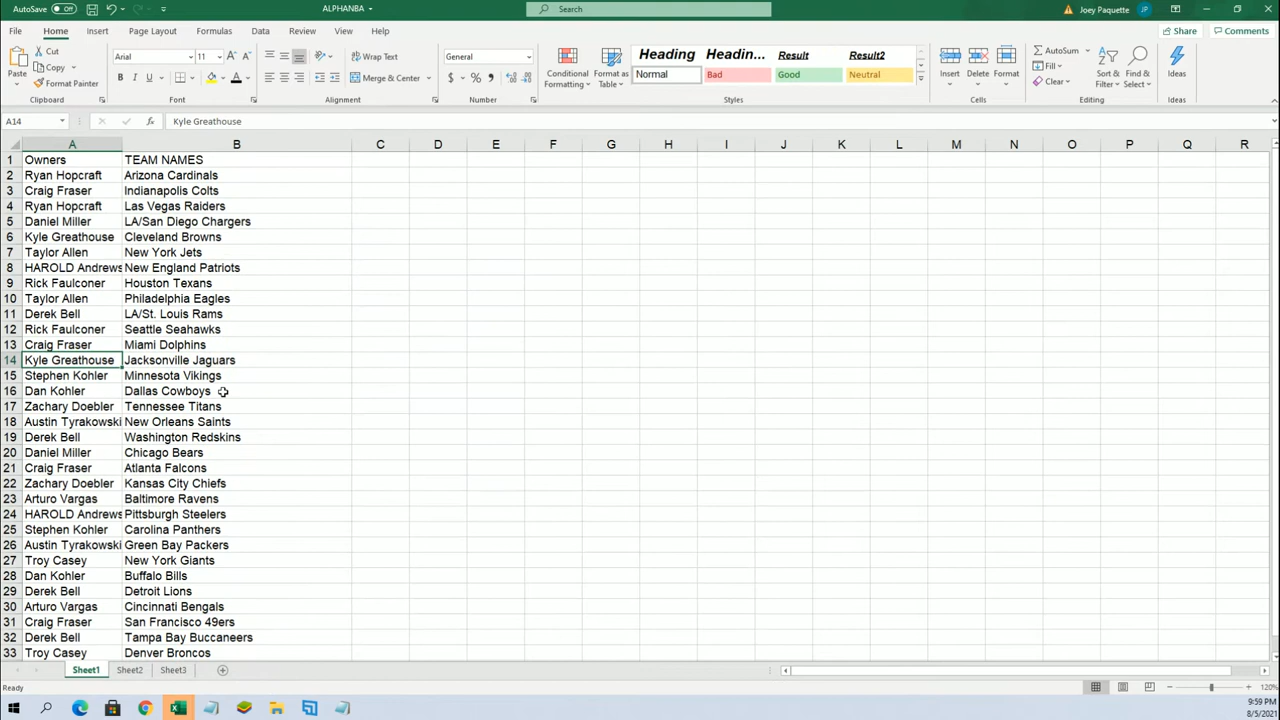 AutoSave Off ALPHANBA Search Joey Paquette JP
File Home Insert Page Layout Formulas Data Review View Help Share Comments
Paste Cut Copy Format Painter Clipboard
Arial 11 B I U A Font
Wrap Text Merge & Center Alignment
General $ % Number
Conditional Formatting Format as Table Heading Headin... Result Result2
Normal Bad Good Neutral Styles
Insert Delete Format Cells
AutoSum Fill Clear Sort & Filter Find & Select Editing
Ideas Ideas
A14 fx Kyle Greathouse
A B C D E F G H I J K L M N O P Q R
1 Owners TEAM NAMES
2 Ryan Hopcraft Arizona Cardinals
3 Craig Fraser Indianapolis Colts
4 Ryan Hopcraft Las Vegas Raiders
5 Daniel Miller LA/San Diego Chargers
6 Kyle Greathouse Cleveland Browns
7 Taylor Allen New York Jets
8 HAROLD Andrews New England Patriots
9 Rick Faulconer Houston Texans
10 Taylor Allen Philadelphia Eagles
11 Derek Bell LA/St. Louis Rams
12 Rick Faulconer Seattle Seahawks
13 Craig Fraser Miami Dolphins
14 Kyle Greathouse Jacksonville Jaguars
15 Stephen Kohler Minnesota Vikings
16 Dan Kohler Dallas Cowboys
17 Zachary Doebler Tennessee Titans
18 Austin Tyrakowski New Orleans Saints
19 Derek Bell Washington Redskins
20 Daniel Miller Chicago Bears
21 Craig Fraser Atlanta Falcons
22 Zachary Doebler Kansas City Chiefs
23 Arturo Vargas Baltimore Ravens
24 HAROLD Andrews Pittsburgh Steelers
25 Stephen Kohler Carolina Panthers
26 Austin Tyrakowski Green Bay Packers
27 Troy Casey New York Giants
28 Dan Kohler Buffalo Bills
29 Derek Bell Detroit Lions
30 Arturo Vargas Cincinnati Bengals
31 Craig Fraser San Francisco 49ers
32 Derek Bell Tampa Bay Buccaneers
33 Troy Casey Denver Broncos
Sheet1 Sheet2 Sheet3
Ready 120%
9:59 PM
8/5/2021